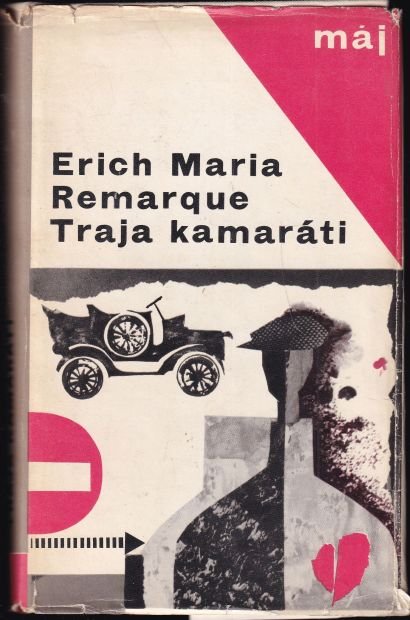 máj
Erich Maria
Remarque
Traja kamaráti